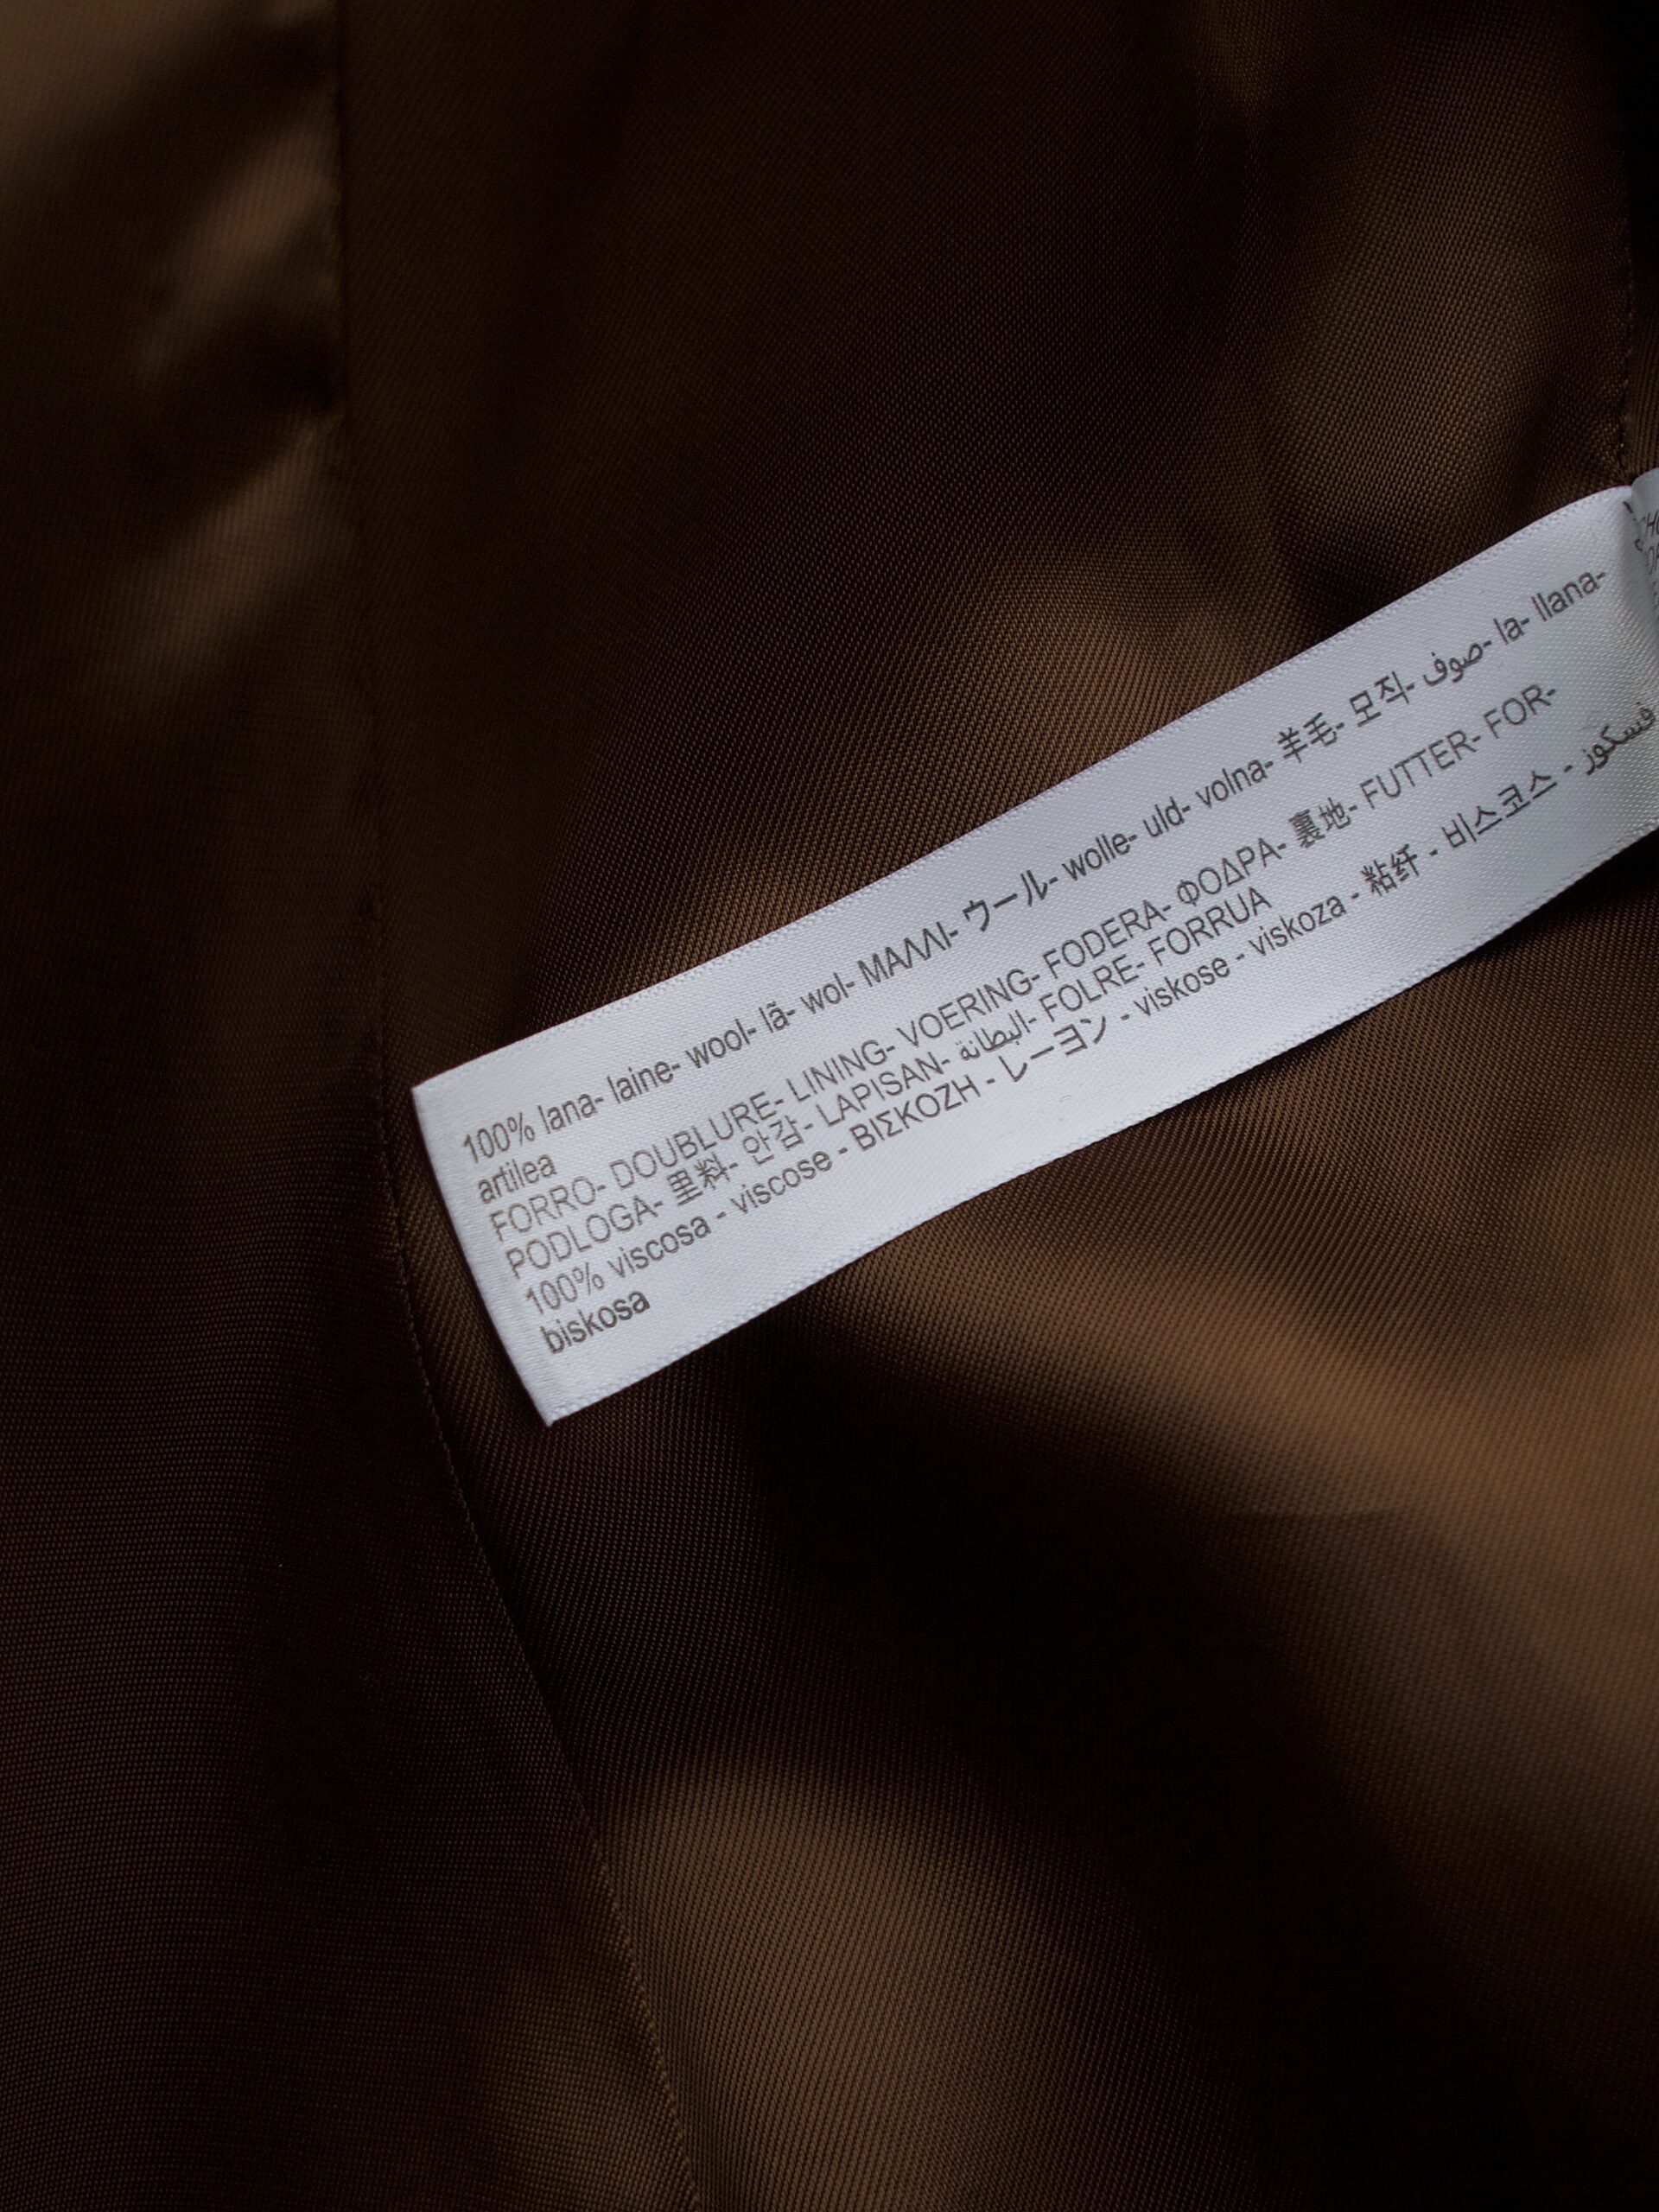 100% lana- laine- wool- lã- wol- ΜΑΛΛΙ- ウール- wolle- uld- volna- 羊毛- 모직- صوف- la- llana-
artilea
FORRO- DOUBLURE- LINING- VOERING- FODERA- ΦΟΔΡΑ- 裏地- FUTTER- FOR-
PODLOGA- 里料- 안감- LAPISAN- البطانة- FOLRE- FORRUA
100% viscosa - viscose - ΒΙΣΚΟΖΗ - レーヨン - viskose - viskoza - 粘纤 - 비스코스 - فسكوز
biskosa